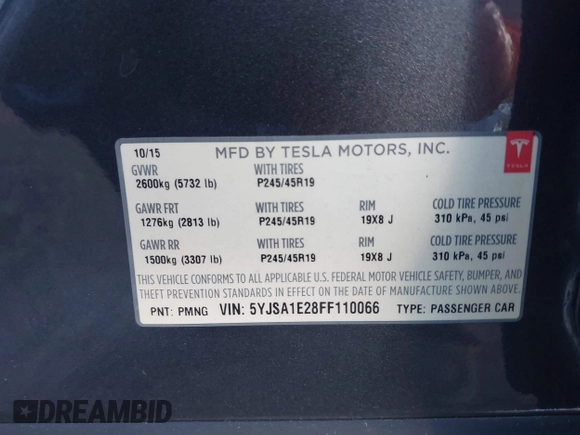 10/15 MFD BY TESLA MOTORS, INC.
TESLA
GVWR WITH TIRES
2600kg (5732 lb) P245/45R19
GAWR FRT WITH TIRES RIM COLD TIRE PRESSURE
1276kg (2813 lb) P245/45R19 19X8 J 310 kPa, 45 psi
GAWR RR WITH TIRES RIM COLD TIRE PRESSURE
1500kg (3307 lb) P245/45R19 19X8 J 310 kPa, 45 psi
THIS VEHICLE CONFORMS TO ALL APPLICABLE U.S. FEDERAL MOTOR VEHICLE SAFETY, BUMPER, AND
THEFT PREVENTION STANDARDS IN EFFECT ON THE DATE OF MANUFACTURE SHOWN ABOVE.
PNT: PMNG VIN: 5YJSA1E28FF110066 TYPE: PASSENGER CAR
DREAMBID